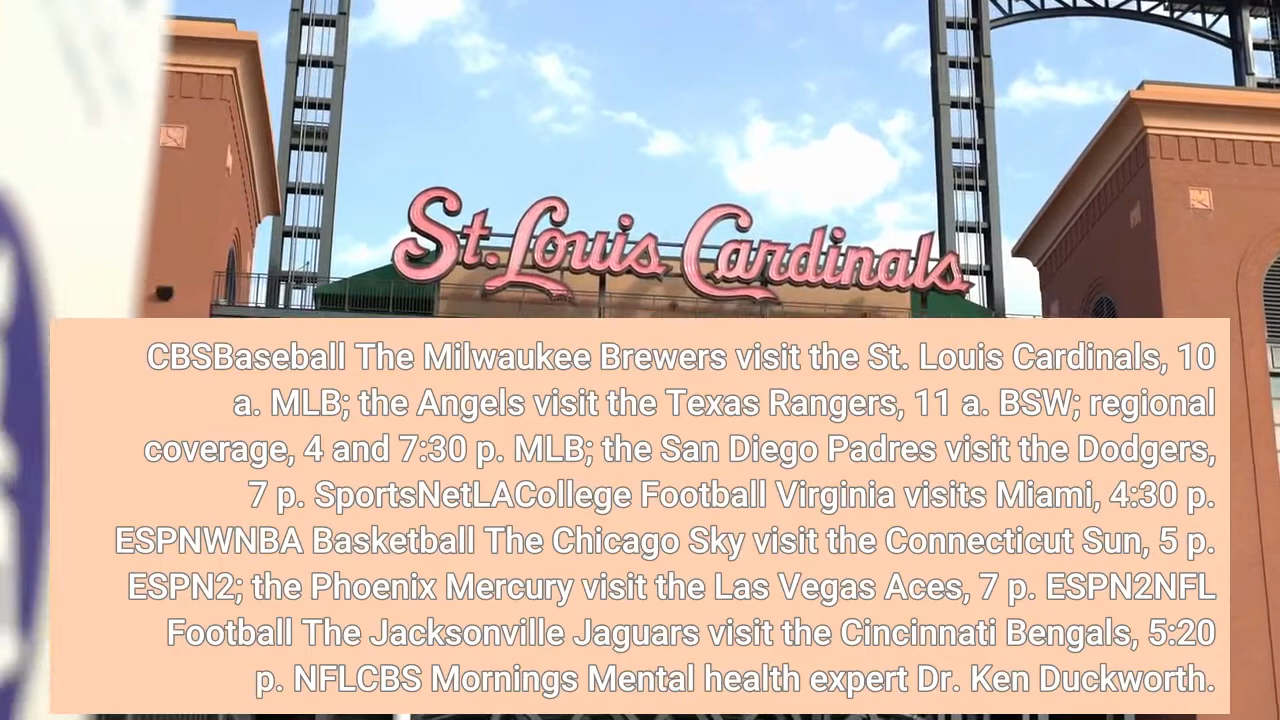 St. Louis Cardinals
CBSBaseball The Milwaukee Brewers visit the St. Louis Cardinals, 10
a. MLB; the Angels visit the Texas Rangers, 11 a. BSW; regional
coverage, 4 and 7:30 p. MLB; the San Diego Padres visit the Dodgers,
7 p. SportsNetLACollege Football Virginia visits Miami, 4:30 p.
ESPNWNBA Basketball The Chicago Sky visit the Connecticut Sun, 5 p.
ESPN2; the Phoenix Mercury visit the Las Vegas Aces, 7 p. ESPN2NFL
Football The Jacksonville Jaguars visit the Cincinnati Bengals, 5:20
p. NFLCBS Mornings Mental health expert Dr. Ken Duckworth.